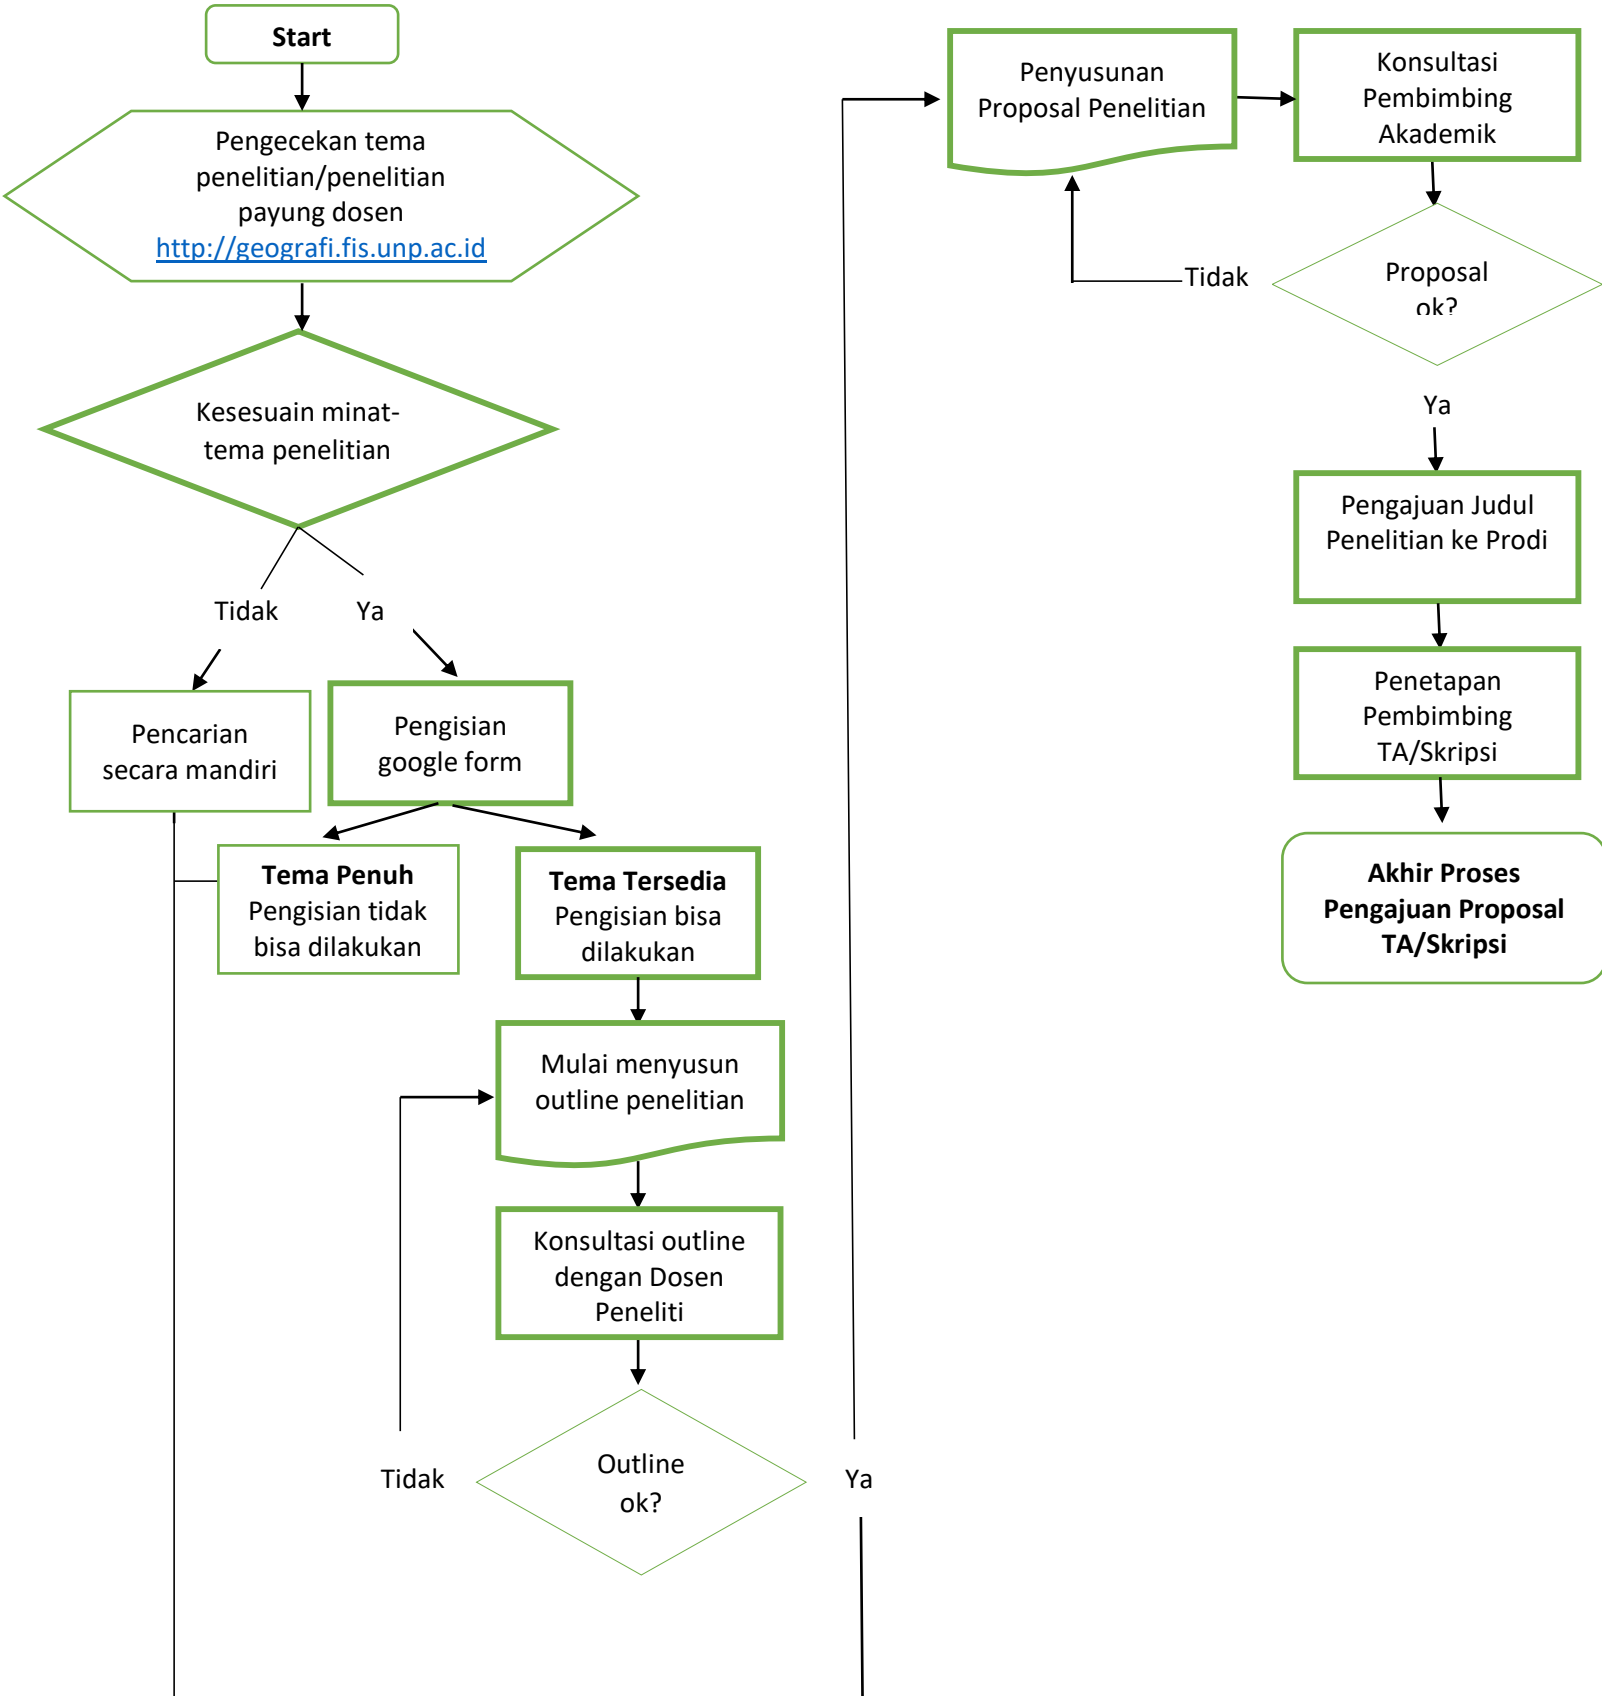 Start
Pengecekan tema
penelitian/penelitian
payung dosen
http://geografi.fis.unp.ac.id
Kesesuain minat-
tema penelitian
Tidak
Ya
Pencarian
secara mandiri
Pengisian
google form
Tema Penuh
Pengisian tidak
bisa dilakukan
Tema Tersedia
Pengisian bisa
dilakukan
Mulai menyusun
outline penelitian
Konsultasi outline
dengan Dosen
Peneliti
Outline
ok?
Tidak
Ya
Penyusunan
Proposal Penelitian
Konsultasi
Pembimbing
Akademik
Proposal
ok?
Tidak
Ya
Pengajuan Judul
Penelitian ke Prodi
Penetapan
Pembimbing
TA/Skripsi
Akhir Proses
Pengajuan Proposal
TA/Skripsi